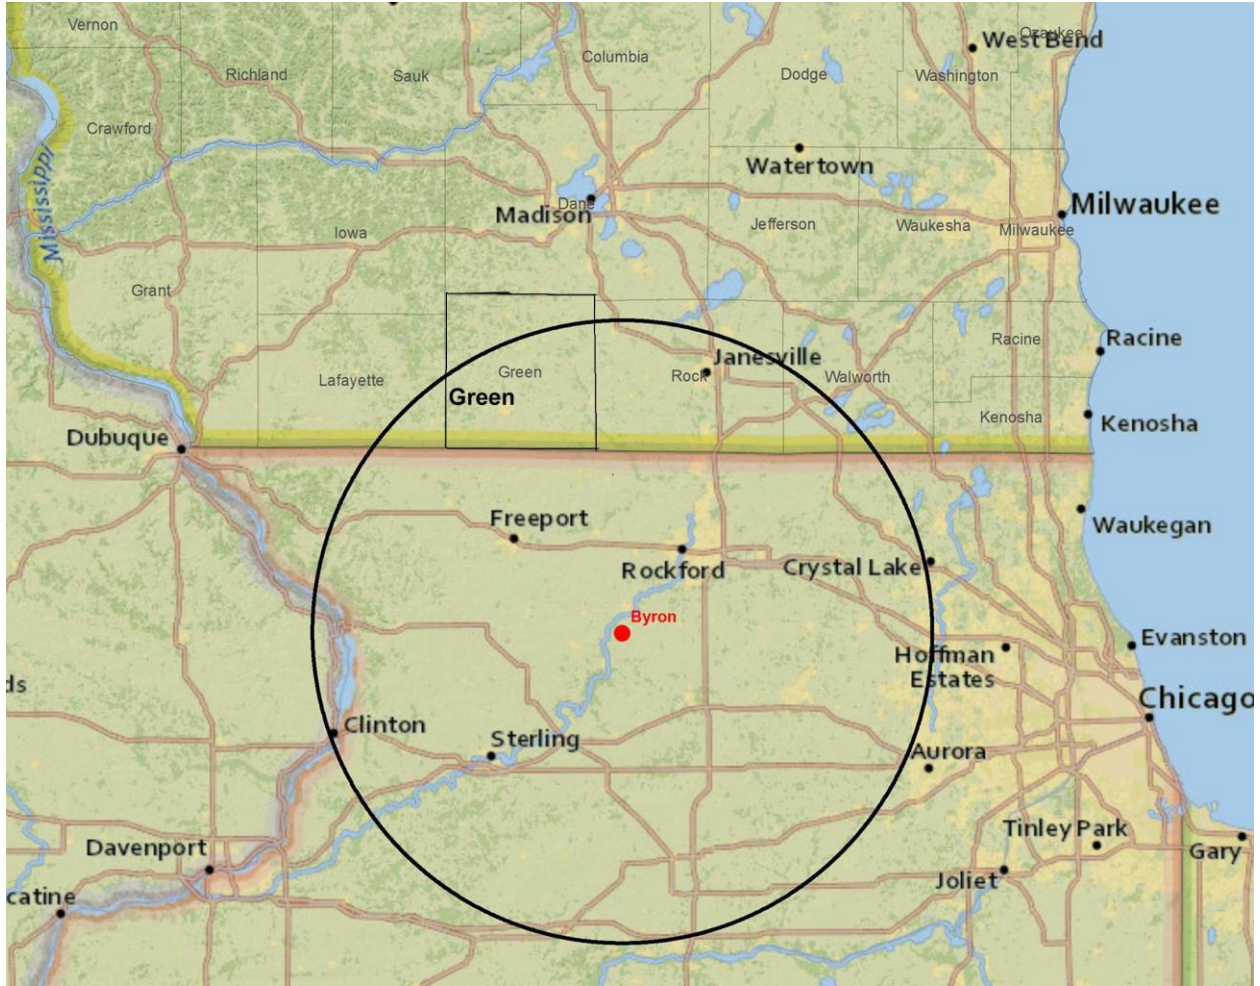 Vernon
Richland
Sauk
Columbia
Dodge
Ozaukee
West Bend
Washington
Crawford
Mississippi
Watertown
Dane
Madison
Jefferson
Waukesha
Milwaukee
Milwaukee
Iowa
Grant
Lafayette
Green
Green
Janesville
Rock
Walworth
Racine
Racine
Kenosha
Kenosha
Dubuque
Freeport
Rockford
Crystal Lake
Waukegan
Byron
Hoffman
Estates
Evanston
ds
Chicago
Clinton
Sterling
Aurora
Davenport
Tinley Park
Gary
Joliet
catine